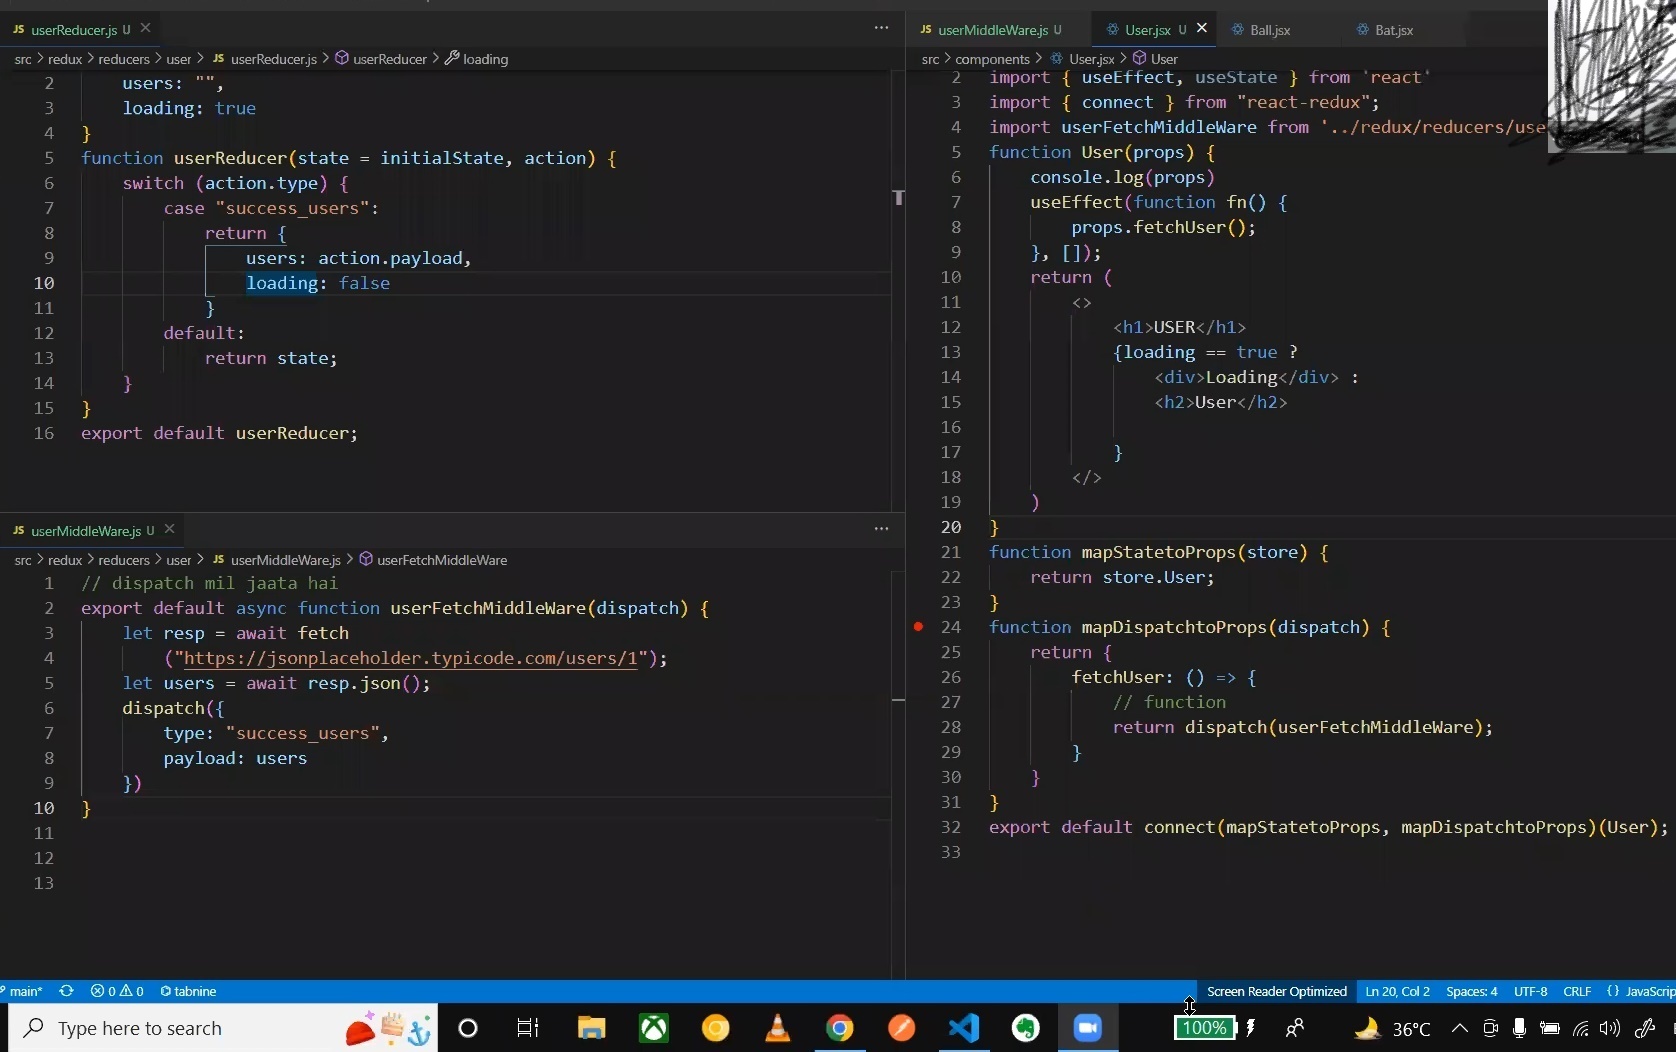 JS userReducer.js U
src > redux > reducers > user > JS userReducer.js > userReducer > loading
2 users: "",
3 loading: true
4 }
5 function userReducer(state = initialState, action) {
6 switch (action.type) {
7 case "success_users":
8 return {
9 users: action.payload,
10 loading: false
11 }
12 default:
13 return state;
14 }
15 }
16 export default userReducer;
JS userMiddleWare.js U
src > redux > reducers > user > JS userMiddleWare.js > userFetchMiddleWare
1 // dispatch mil jaata hai
2 export default async function userFetchMiddleWare(dispatch) {
3 let resp = await fetch
4 ("https://jsonplaceholder.typicode.com/users/1");
5 let users = await resp.json();
6 dispatch({
7 type: "success_users",
8 payload: users
9 })
10 }
11
12
13
JS userMiddleWare.js U User.jsx U Ball.jsx Bat.jsx
src > components > User.jsx > User
2 import { useEffect, useState } from 'react'
3 import { connect } from "react-redux";
4 import userFetchMiddleWare from '../redux/reducers/use
5 function User(props) {
6 console.log(props)
7 useEffect(function fn() {
8 props.fetchUser();
9 }, []);
10 return (
11 <>
12 <h1>USER</h1>
13 {loading == true ?
14 <div>Loading</div> :
15 <h2>User</h2>
16
17 }
18 </>
19 )
20 }
21 function mapStatetoProps(store) {
22 return store.User;
23 }
24 function mapDispatchtoProps(dispatch) {
25 return {
26 fetchUser: () => {
27 // function
28 return dispatch(userFetchMiddleWare);
29 }
30 }
31 }
32 export default connect(mapStatetoProps, mapDispatchtoProps)(User);
33
main* 0 0 tabnine Screen Reader Optimized Ln 20, Col 2 Spaces: 4 UTF-8 CRLF {} JavaScrip
Type here to search 100% 36°C